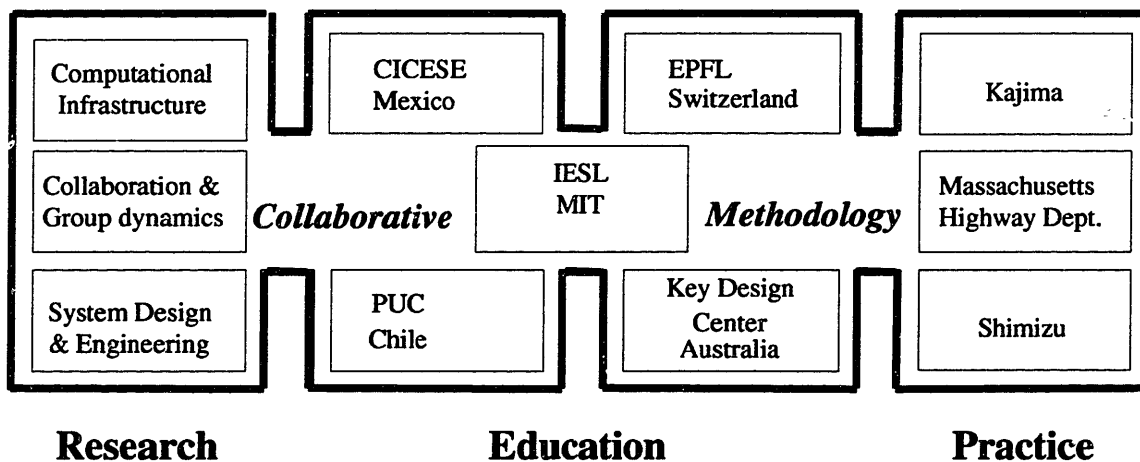 Computational
Infrastructure
CICESE
Mexico
EPFL
Switzerland
Kajima
Collaboration &
Group dynamics
Collaborative
IESL
MIT
Methodology
Massachusetts
Highway Dept.
System Design
& Engineering
PUC
Chile
Key Design
Center
Australia
Shimizu
Research
Education
Practice